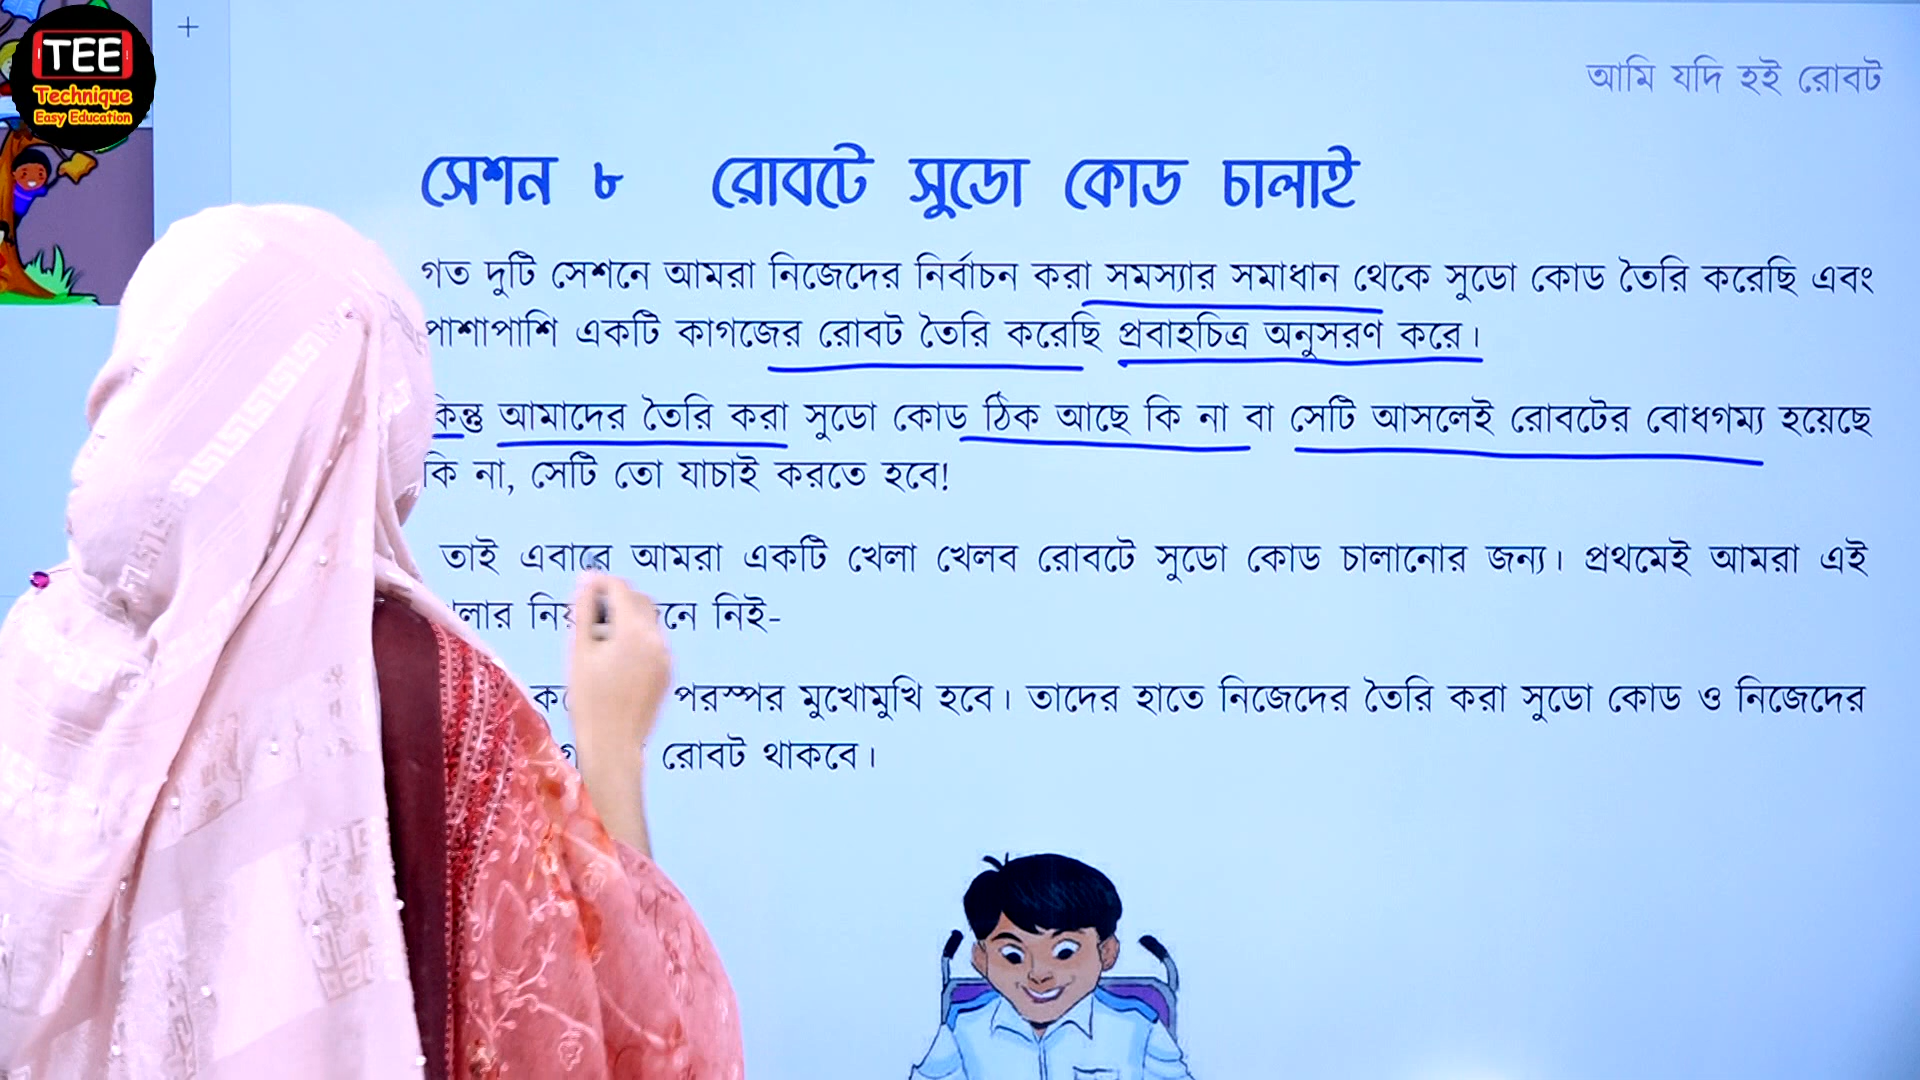 TEE
Technique
Easy Education
আমি যদি হই রোবট
সেশন ৮ রোবটে সুডো কোড চালাই
গত দুটি সেশনে আমরা নিজেদের নির্বাচন করা সমস্যার সমাধান থেকে সুডো কোড তৈরি করেছি এবং
পাশাপাশি একটি কাগজের রোবট তৈরি করেছি প্রবাহচিত্র অনুসরণ করে।
কিন্তু আমাদের তৈরি করা সুডো কোড ঠিক আছে কি না বা সেটি আসলেই রোবটের বোধগম্য হয়েছে
কি না, সেটি তো যাচাই করতে হবে!
তাই এবারে আমরা একটি খেলা খেলব রোবটে সুডো কোড চালানোর জন্য। প্রথমেই আমরা এই
নিই-
পরস্পর মুখোমুখি হবে। তাদের হাতে নিজেদের তৈরি করা সুডো কোড ও নিজেদের
রোবট থাকবে।